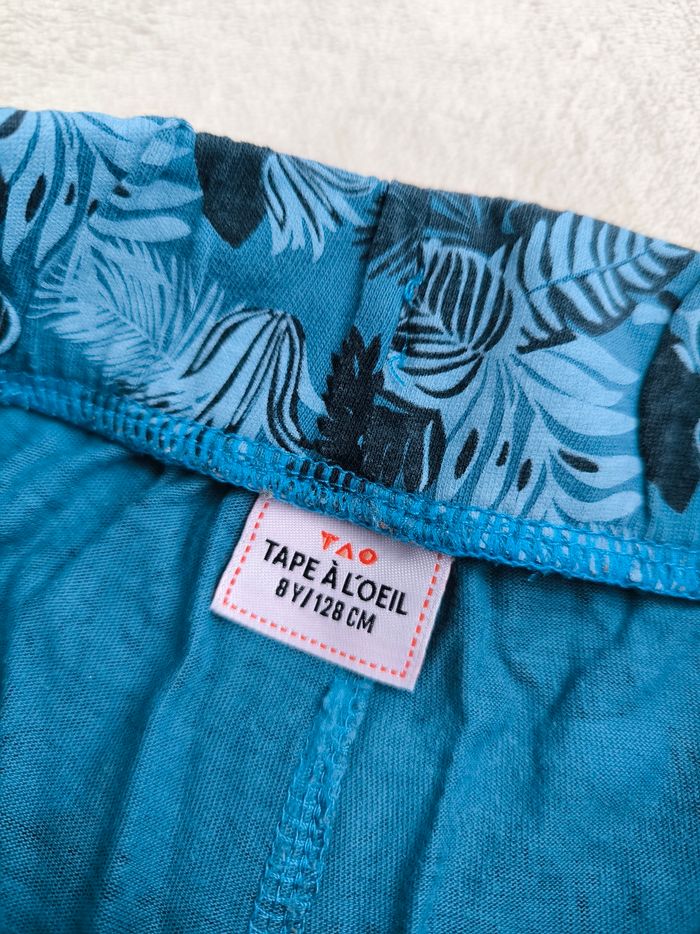 TAO
TAPE À L'OEIL
8 Y/128 CM